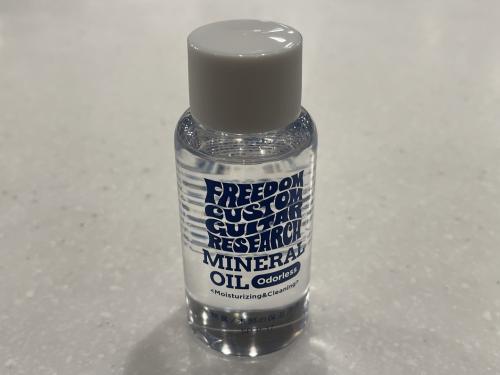 FREEDOM
CUSTOM
GUITAR
RESEARCH
MINERAL
OIL Odorless
<Moisturizing&Cleaning>